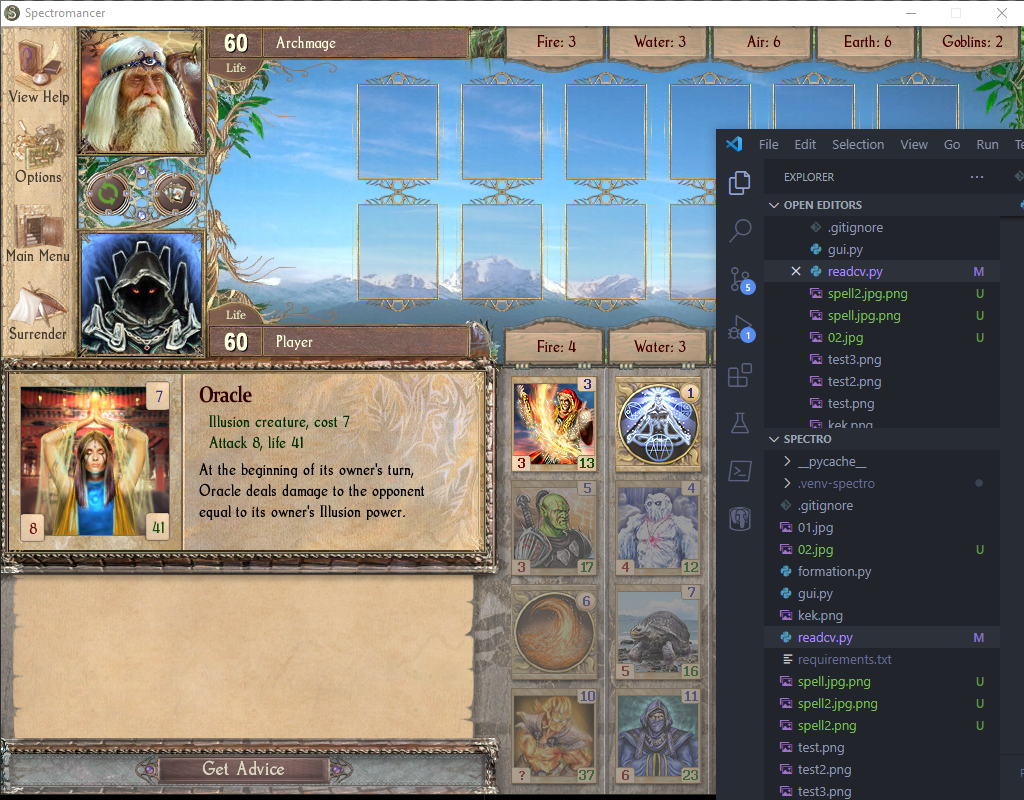 Spectromancer
View Help
Options
Main Menu
Surrender
60
Archmage
Life
Fire: 3
Water: 3
Air: 6
Earth: 6
Goblins: 2
Life
60
Player
Fire: 4
Water: 3
7
8
41
Oracle
Illusion creature, cost 7
Attack 8, life 41
At the beginning of its owner's turn,
Oracle deals damage to the opponent
equal to its owner's Illusion power.
Get Advice
3
3
13
1
5
3
17
4
4
12
6
7
5
16
10
?
37
11
6
23
File Edit Selection View Go Run Te
EXPLORER
OPEN EDITORS
.gitignore
gui.py
readcv.py M
spell2.jpg.png U
spell.jpg.png U
02.jpg U
test3.png
test2.png
test.png
kek.png
SPECTRO
__pycache__
.venv-spectro
.gitignore
01.jpg
02.jpg U
formation.py
gui.py
kek.png
readcv.py M
requirements.txt
spell.jpg.png U
spell2.jpg.png U
spell2.png U
test.png
test2.png
test3.png
5
1